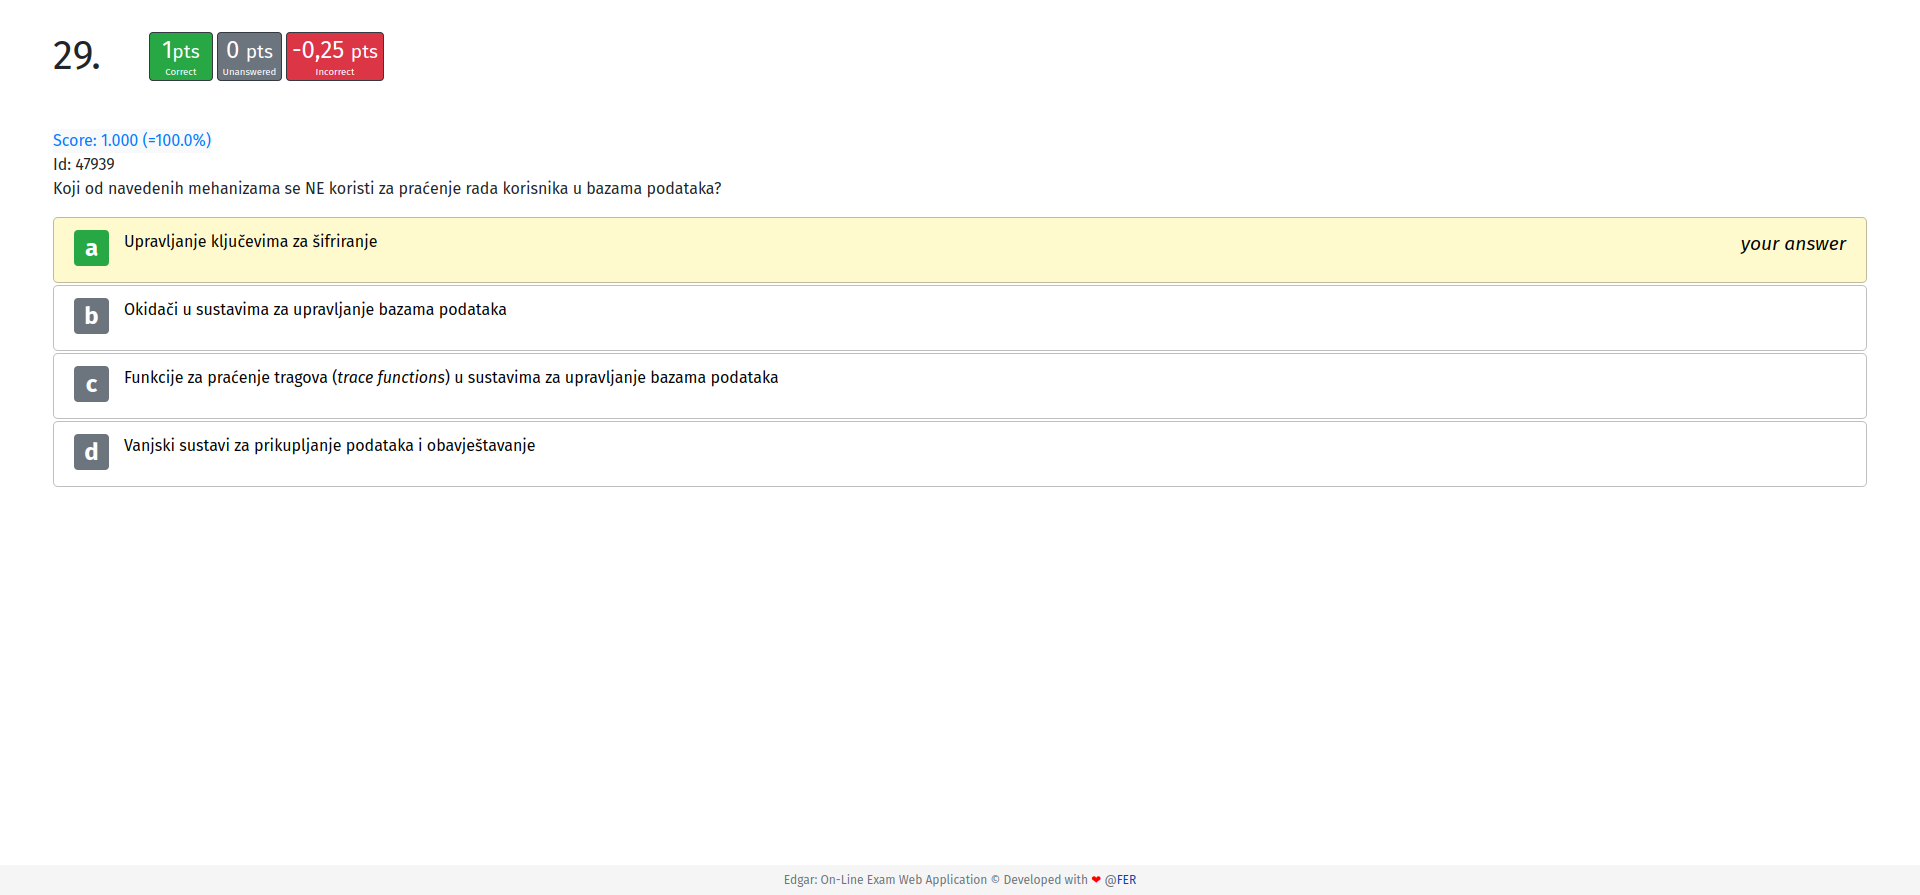 29.
1pts
Correct
0 pts
Unanswered
-0,25 pts
Incorrect
Score: 1.000 (=100.0%)
Id: 47939
Koji od navedenih mehanizama se NE koristi za praćenje rada korisnika u bazama podataka?
a Upravljanje ključevima za šifriranje your answer
b Okidači u sustavima za upravljanje bazama podataka
c Funkcije za praćenje tragova (trace functions) u sustavima za upravljanje bazama podataka
d Vanjski sustavi za prikupljanje podataka i obavještavanje
Edgar: On-Line Exam Web Application © Developed with ❤ @FER